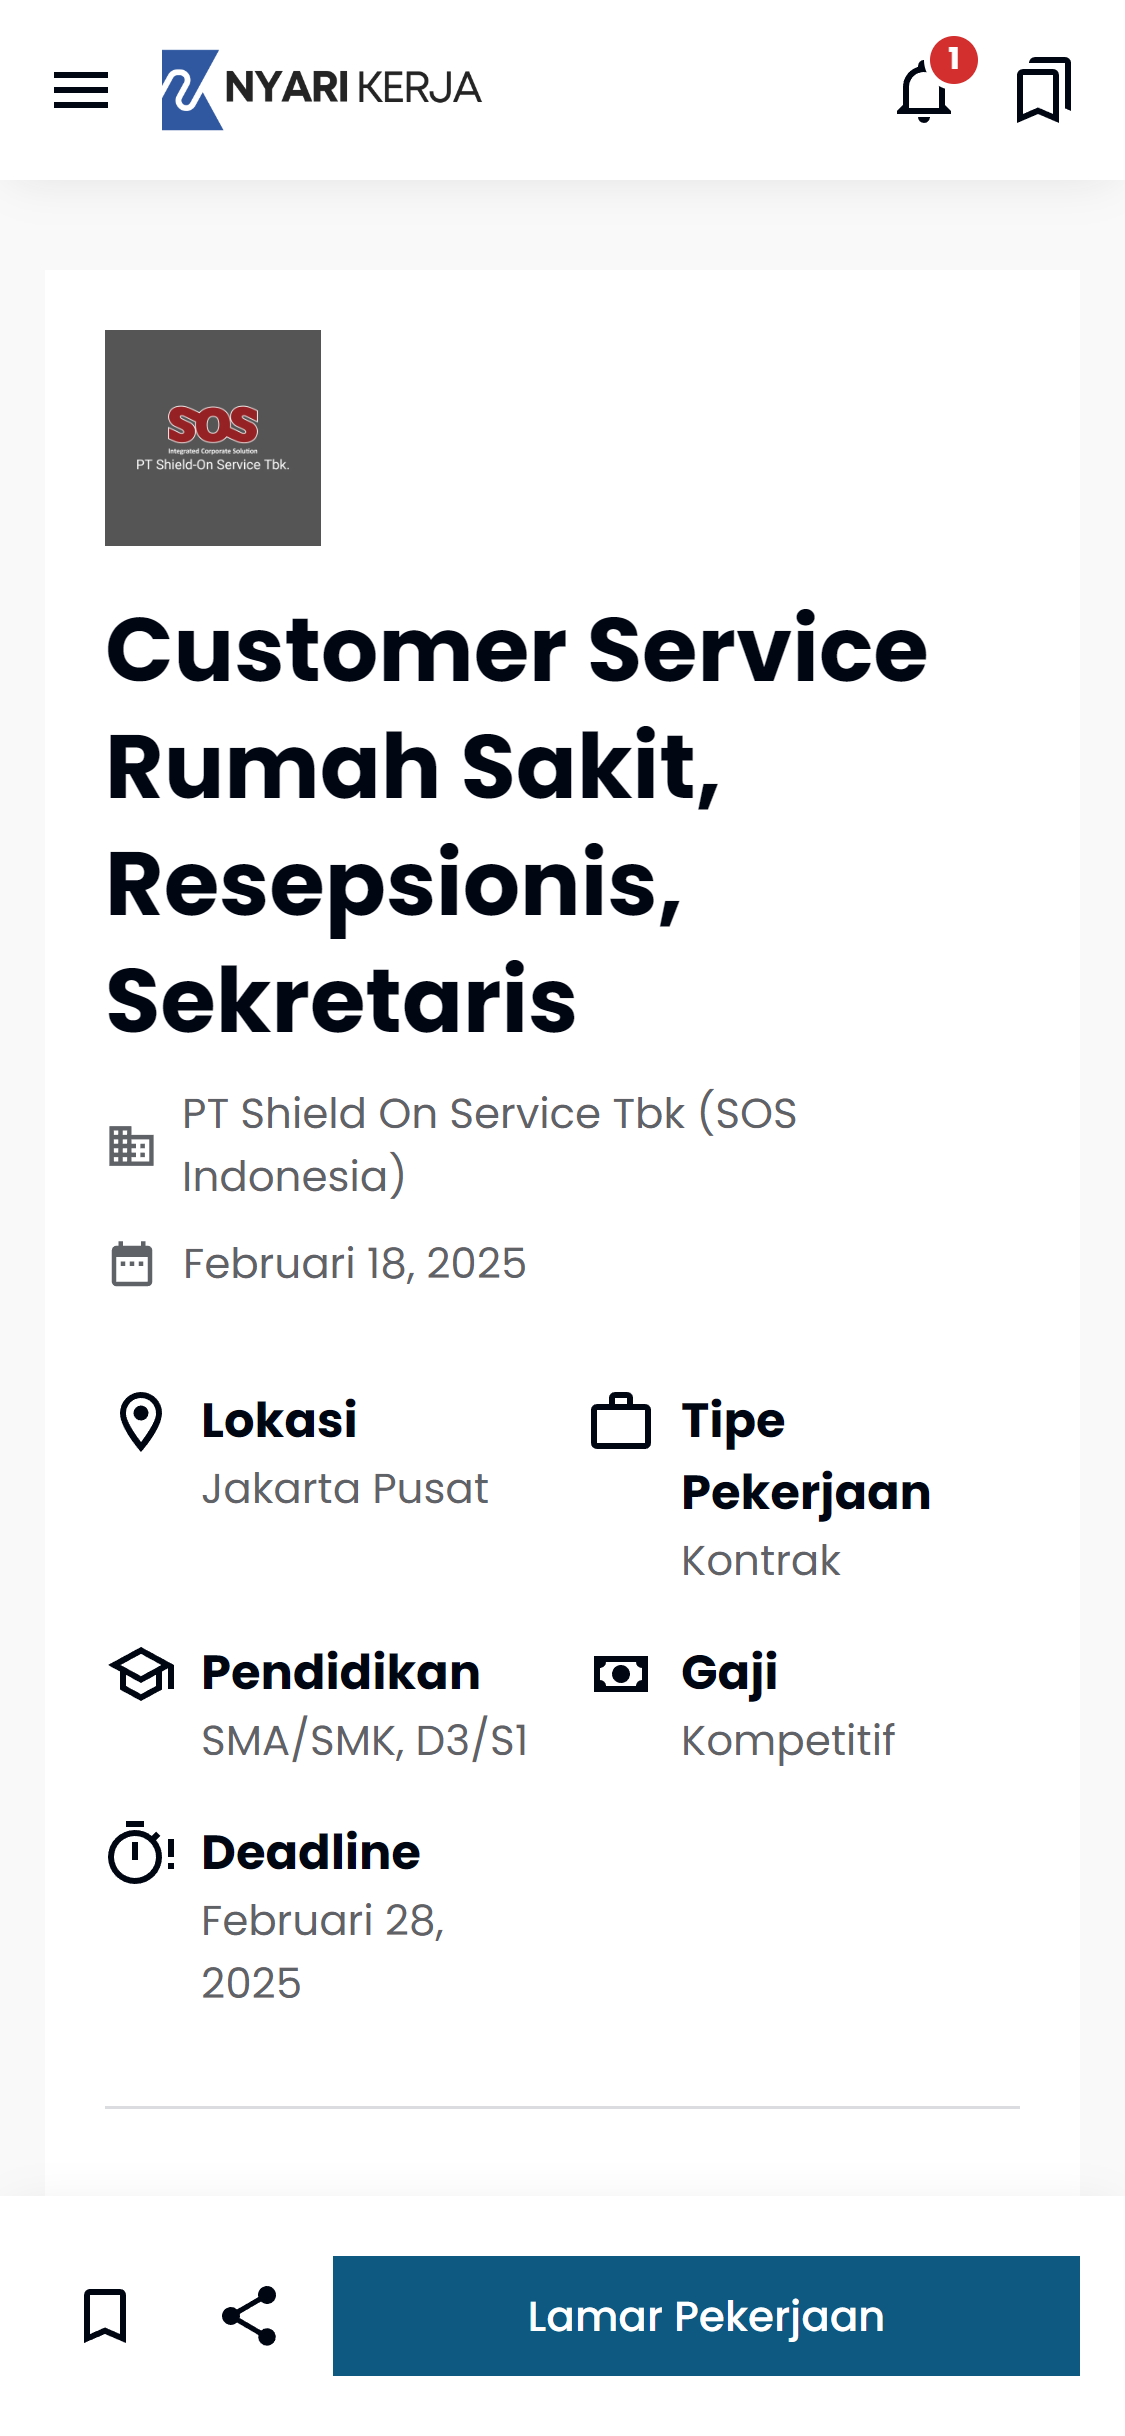 NYARI KERJA
1
SOS
Integrated Corporate Solution
PT Shield-On Service Tbk.
Customer Service
Rumah Sakit,
Resepsionis,
Sekretaris
PT Shield On Service Tbk (SOS
Indonesia)
Februari 18, 2025
Lokasi
Jakarta Pusat
Tipe
Pekerjaan
Kontrak
Pendidikan
SMA/SMK, D3/S1
Gaji
Kompetitif
Deadline
Februari 28,
2025
Lamar Pekerjaan